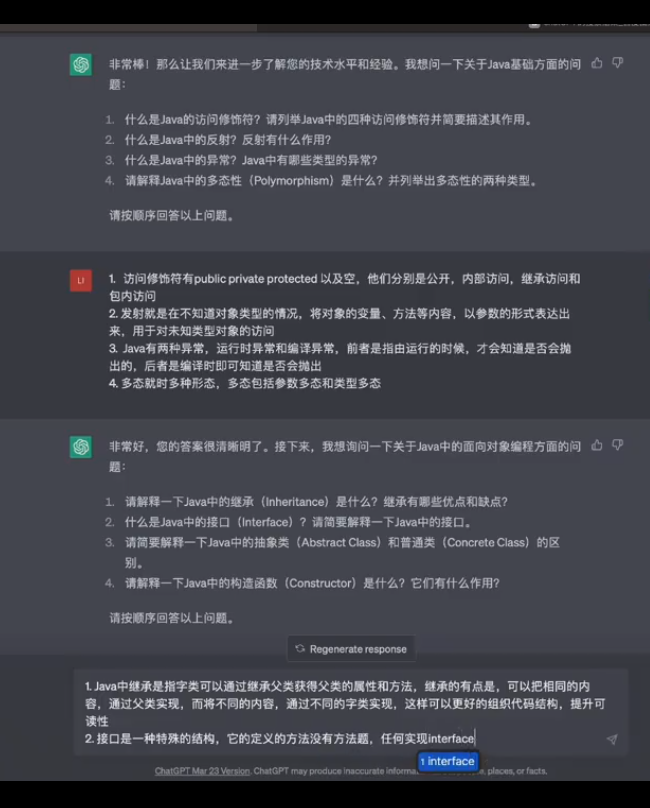 非常棒！那么让我们来进一步了解您的技术水平和经验。我想问一下关于Java基础方面的问
题：
1. 什么是Java的访问修饰符？请列举Java中的四种访问修饰符并简要描述其作用。
2. 什么是Java中的反射？反射有什么作用？
3. 什么是Java中的异常？Java中有哪些类型的异常？
4. 请解释Java中的多态性（Polymorphism）是什么？并列举出多态性的两种类型。
请按顺序回答以上问题。
LI
1. 访问修饰符有public private protected 以及空，他们分别是公开，内部访问，继承访问和
包内访问
2. 发射就是在不知道对象类型的情况，将对象的变量、方法等内容，以参数的形式表达出
来，用于对未知类型对象的访问
3. Java有两种异常，运行时异常和编译异常，前者是指由运行的时候，才会知道是否会抛
出的，后者是编译时即可知道是否会抛出
4. 多态就时多种形态，多态包括参数多态和类型多态
非常好，您的答案很清晰明了。接下来，我想询问一下关于Java中的面向对象编程方面的问
题：
1. 请解释一下Java中的继承（Inheritance）是什么？继承有哪些优点和缺点？
2. 什么是Java中的接口（Interface）？请简要解释一下Java中的接口。
3. 请简要解释一下Java中的抽象类（Abstract Class）和普通类（Concrete Class）的区
别。
4. 请解释一下Java中的构造函数（Constructor）是什么？它们有什么作用？
请按顺序回答以上问题。
Regenerate response
1. Java中继承是指字类可以通过继承父类获得父类的属性和方法，继承的有点是，可以把相同的内
容，通过父类实现，而将不同的内容，通过不同的字类实现，这样可以更好的组织代码结构，提升可
读性
2. 接口是一种特殊的结构，它的定义的方法没有方法题，任何实现interface
1 interface
ChatGPT Mar 23 Version. ChatGPT may produce inaccurate places, or facts.